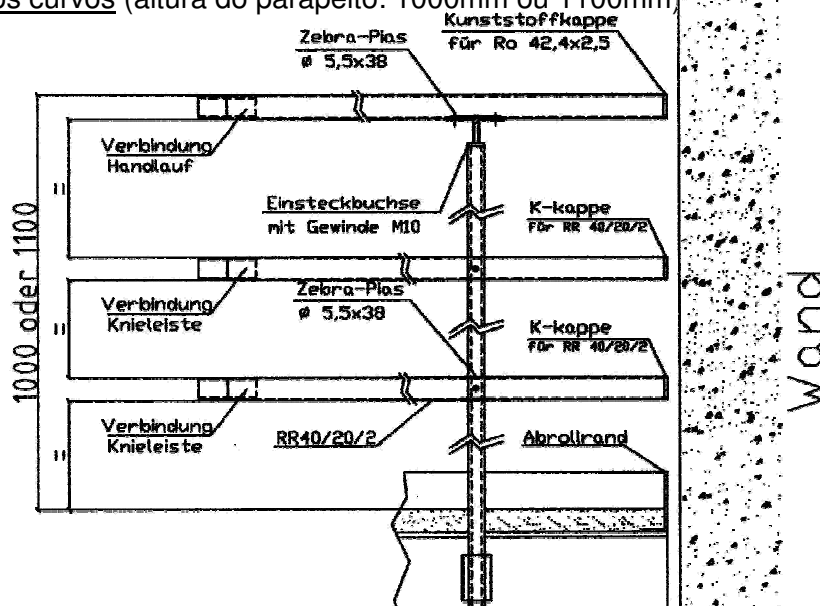 os curvos (altura do parapeito: 1000mm ou 1100mm)
Zebra-Pias
ø 5,5x38
Kunststoffkappe
für Ro 42,4x2,5
Verbindung
Handlauf
Einsteckbuchse
mit Gewinde M10
K-kappe
für RR 40/20/2
Verbindung
Knieleiste
Zebra-Pias
ø 5,5x38
K-kappe
für RR 40/20/2
Verbindung
Knieleiste
RR40/20/2
Abrollrand
1000 oder 1100
=
=
=
Wand